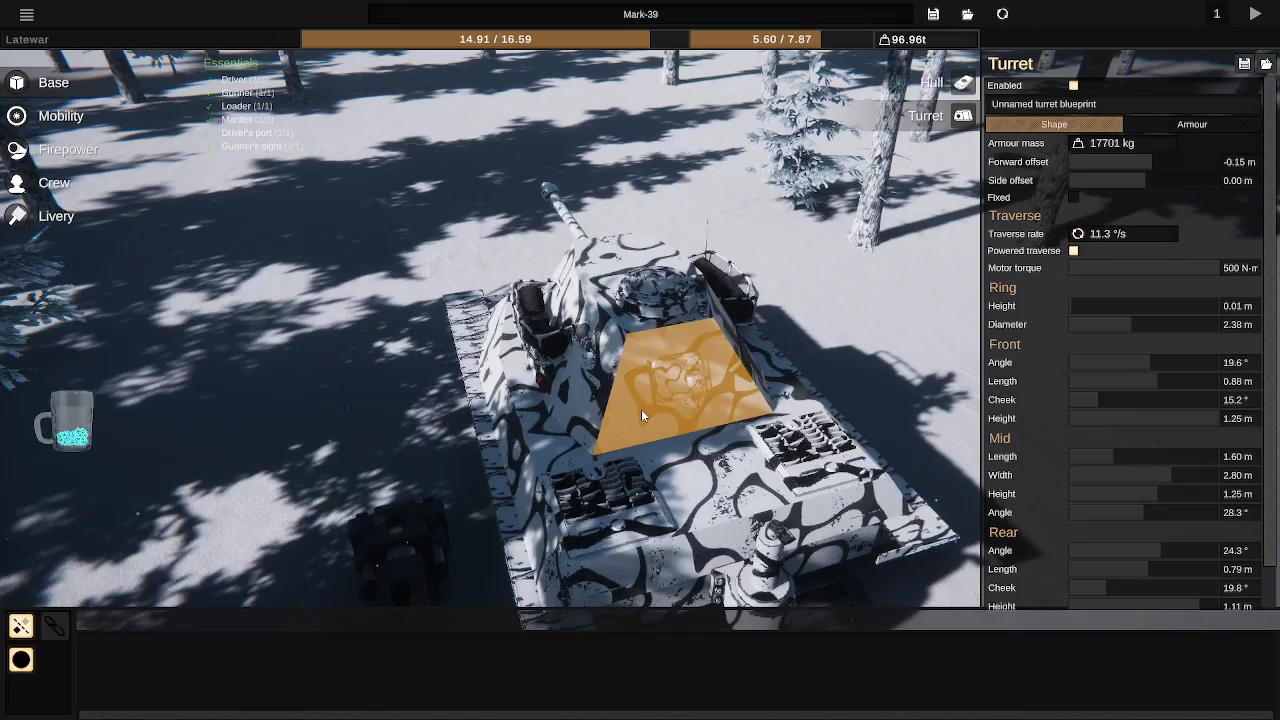 Mark-39
1
Latewar
14.91 / 16.59
5.60 / 7.87
96.96t
Base
Mobility
Firepower
Crew
Livery
Essentials
Driver (1/1)
Gunner (1/1)
Loader (1/1)
Mantlet (1/1)
Driver's port (1/1)
Gunner's sight (2/1)
Hull
Turret
Turret
Enabled
Unnamed turret blueprint
Shape
Armour
Armour mass
17701 kg
Forward offset
-0.15 m
Side offset
0.00 m
Fixed
Traverse
Traverse rate
11.3 °/s
Powered traverse
Motor torque
500 N·m
Ring
Height
0.01 m
Diameter
2.38 m
Front
Angle
19.6 °
Length
0.88 m
Cheek
15.2 °
Height
1.25 m
Mid
Length
1.60 m
Width
2.80 m
Height
1.25 m
Angle
28.3 °
Rear
Angle
24.3 °
Length
0.79 m
Cheek
19.8 °
Height
1.11 m